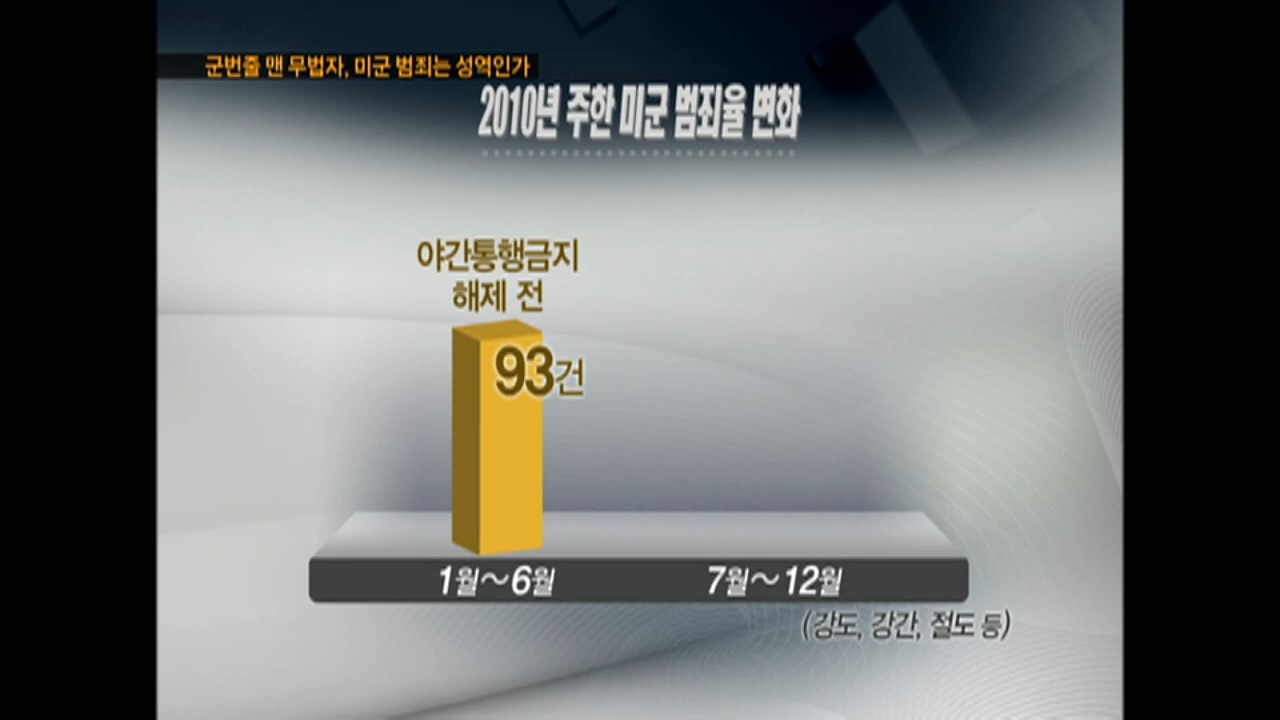 군번줄 맨 무법자, 미군 범죄는 성역인가
2010년 주한 미군 범죄율 변화
야간통행금지
해제 전
93건
1월~6월
7월~12월
(강도, 강간, 절도 등)